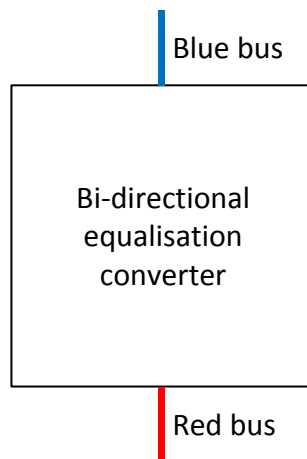 Blue bus
Bi-directional
equalisation
converter
Red bus